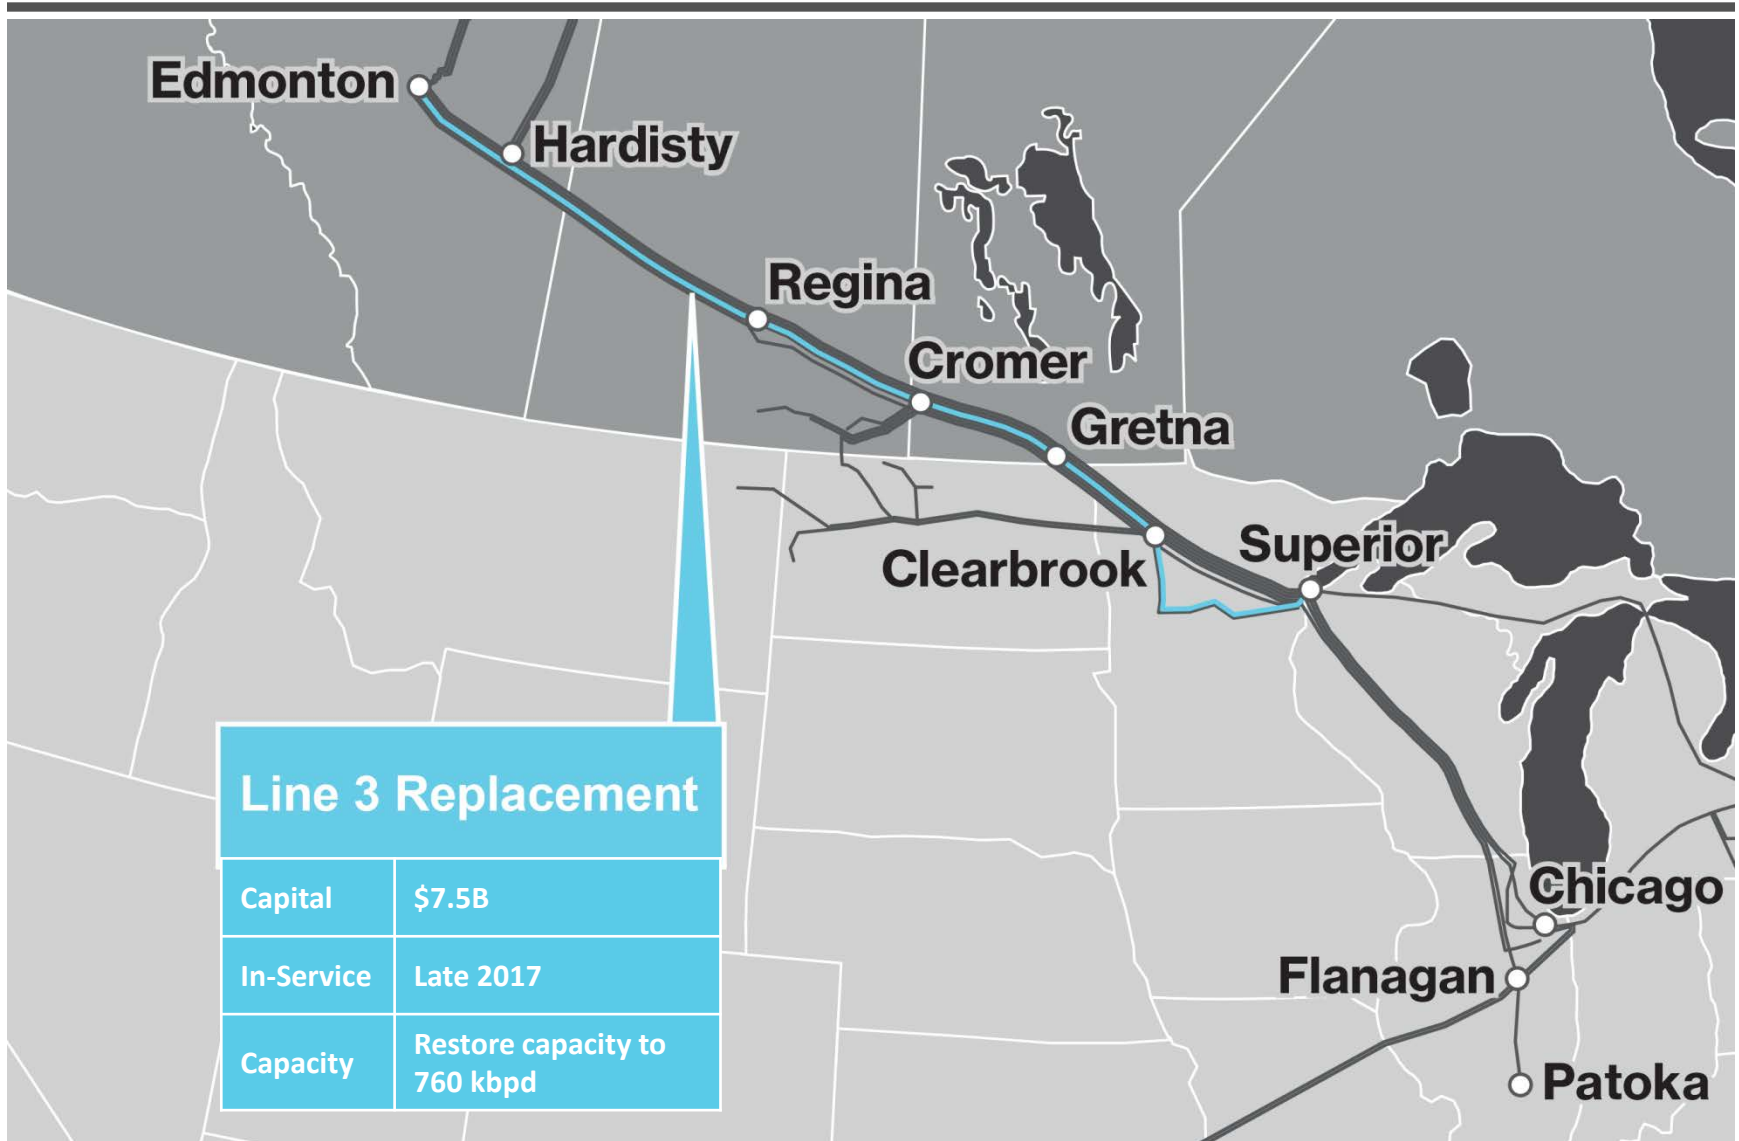 Edmonton
Hardisty
Regina
Cromer
Gretna
Superior
Clearbrook
Line 3 Replacement
Capital $7.5B
In-Service Late 2017
Capacity Restore capacity to
760 kbpd
Chicago
Flanagan
Patoka